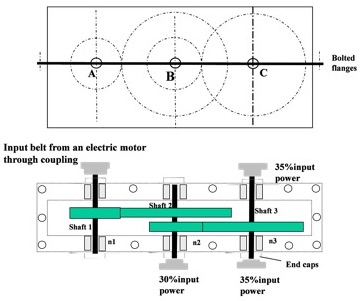 A
B
C
Bolted
flanges
Input belt from an electric motor
through coupling
35%input
power
Shaft 2
Shaft 3
Shaft 1
n1
n2
n3
End caps
30%input
power
35%input
power